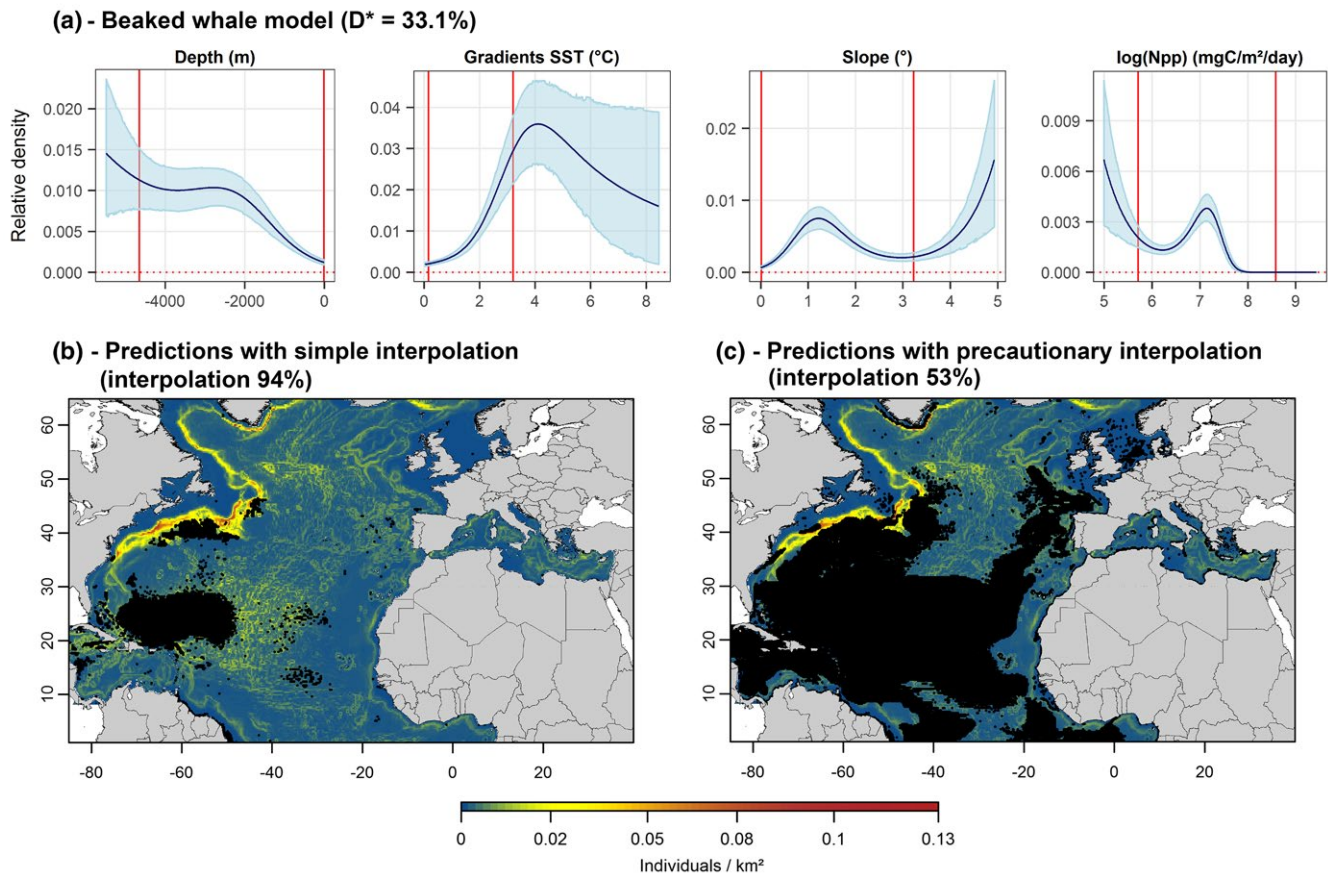 (a) - Beaked whale model (D* = 33.1%)
Depth (m)
Gradients SST (°C)
Slope (°)
log(Npp) (mgC/m²/day)
Relative density
0.020
0.015
0.010
0.005
0.000
-4000 -2000 0
0.04
0.03
0.02
0.01
0.00
0 2 4 6 8
0.02
0.01
0.00
0 1 2 3 4 5
0.009
0.006
0.003
0.000
5 6 7 8 9
(b) - Predictions with simple interpolation
(interpolation 94%)
60
50
40
30
20
10
-80 -60 -40 -20 0 20
(c) - Predictions with precautionary interpolation
(interpolation 53%)
60
50
40
30
20
10
-80 -60 -40 -20 0 20
0 0.02 0.05 0.08 0.1 0.13
Individuals / km²